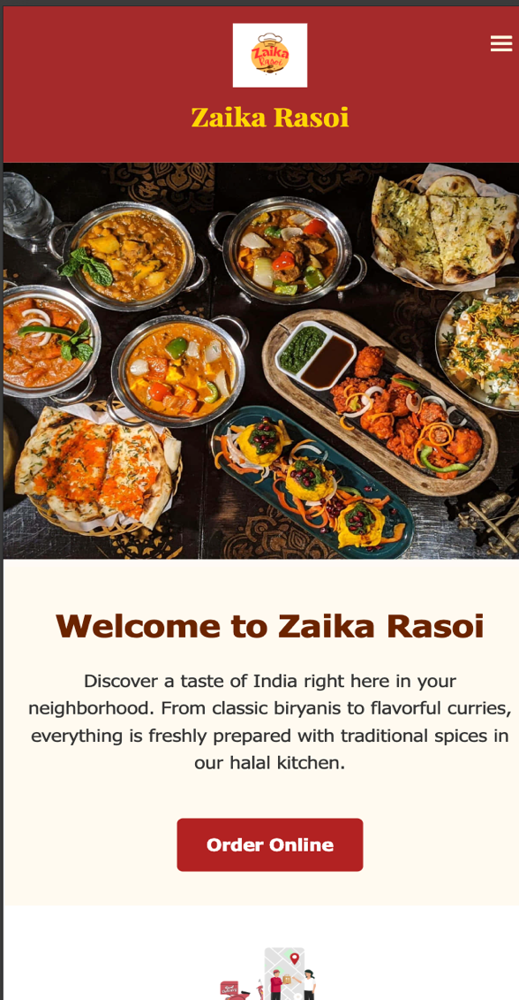 Zaika
Rasoi
Zaika Rasoi
Welcome to Zaika Rasoi
Discover a taste of India right here in your
neighborhood. From classic biryanis to flavorful curries,
everything is freshly prepared with traditional spices in
our halal kitchen.
Order Online